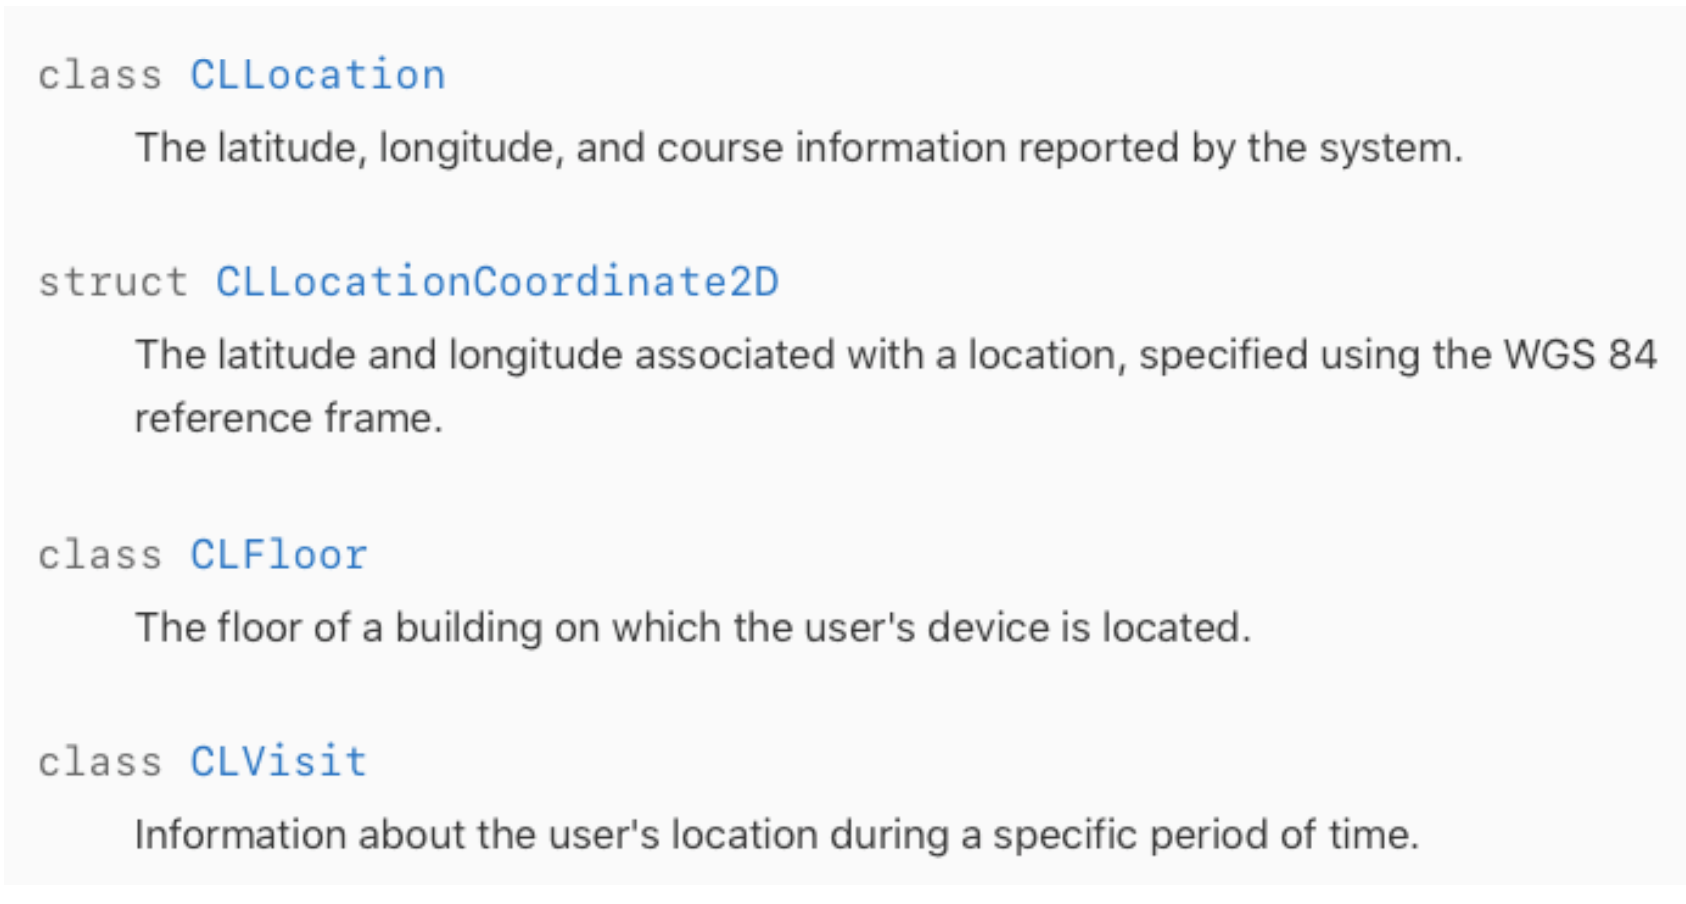 class CLLocation
The latitude, longitude, and course information reported by the system.
struct CLLocationCoordinate2D
The latitude and longitude associated with a location, specified using the WGS 84
reference frame.
class CLFloor
The floor of a building on which the user's device is located.
class CLVisit
Information about the user's location during a specific period of time.